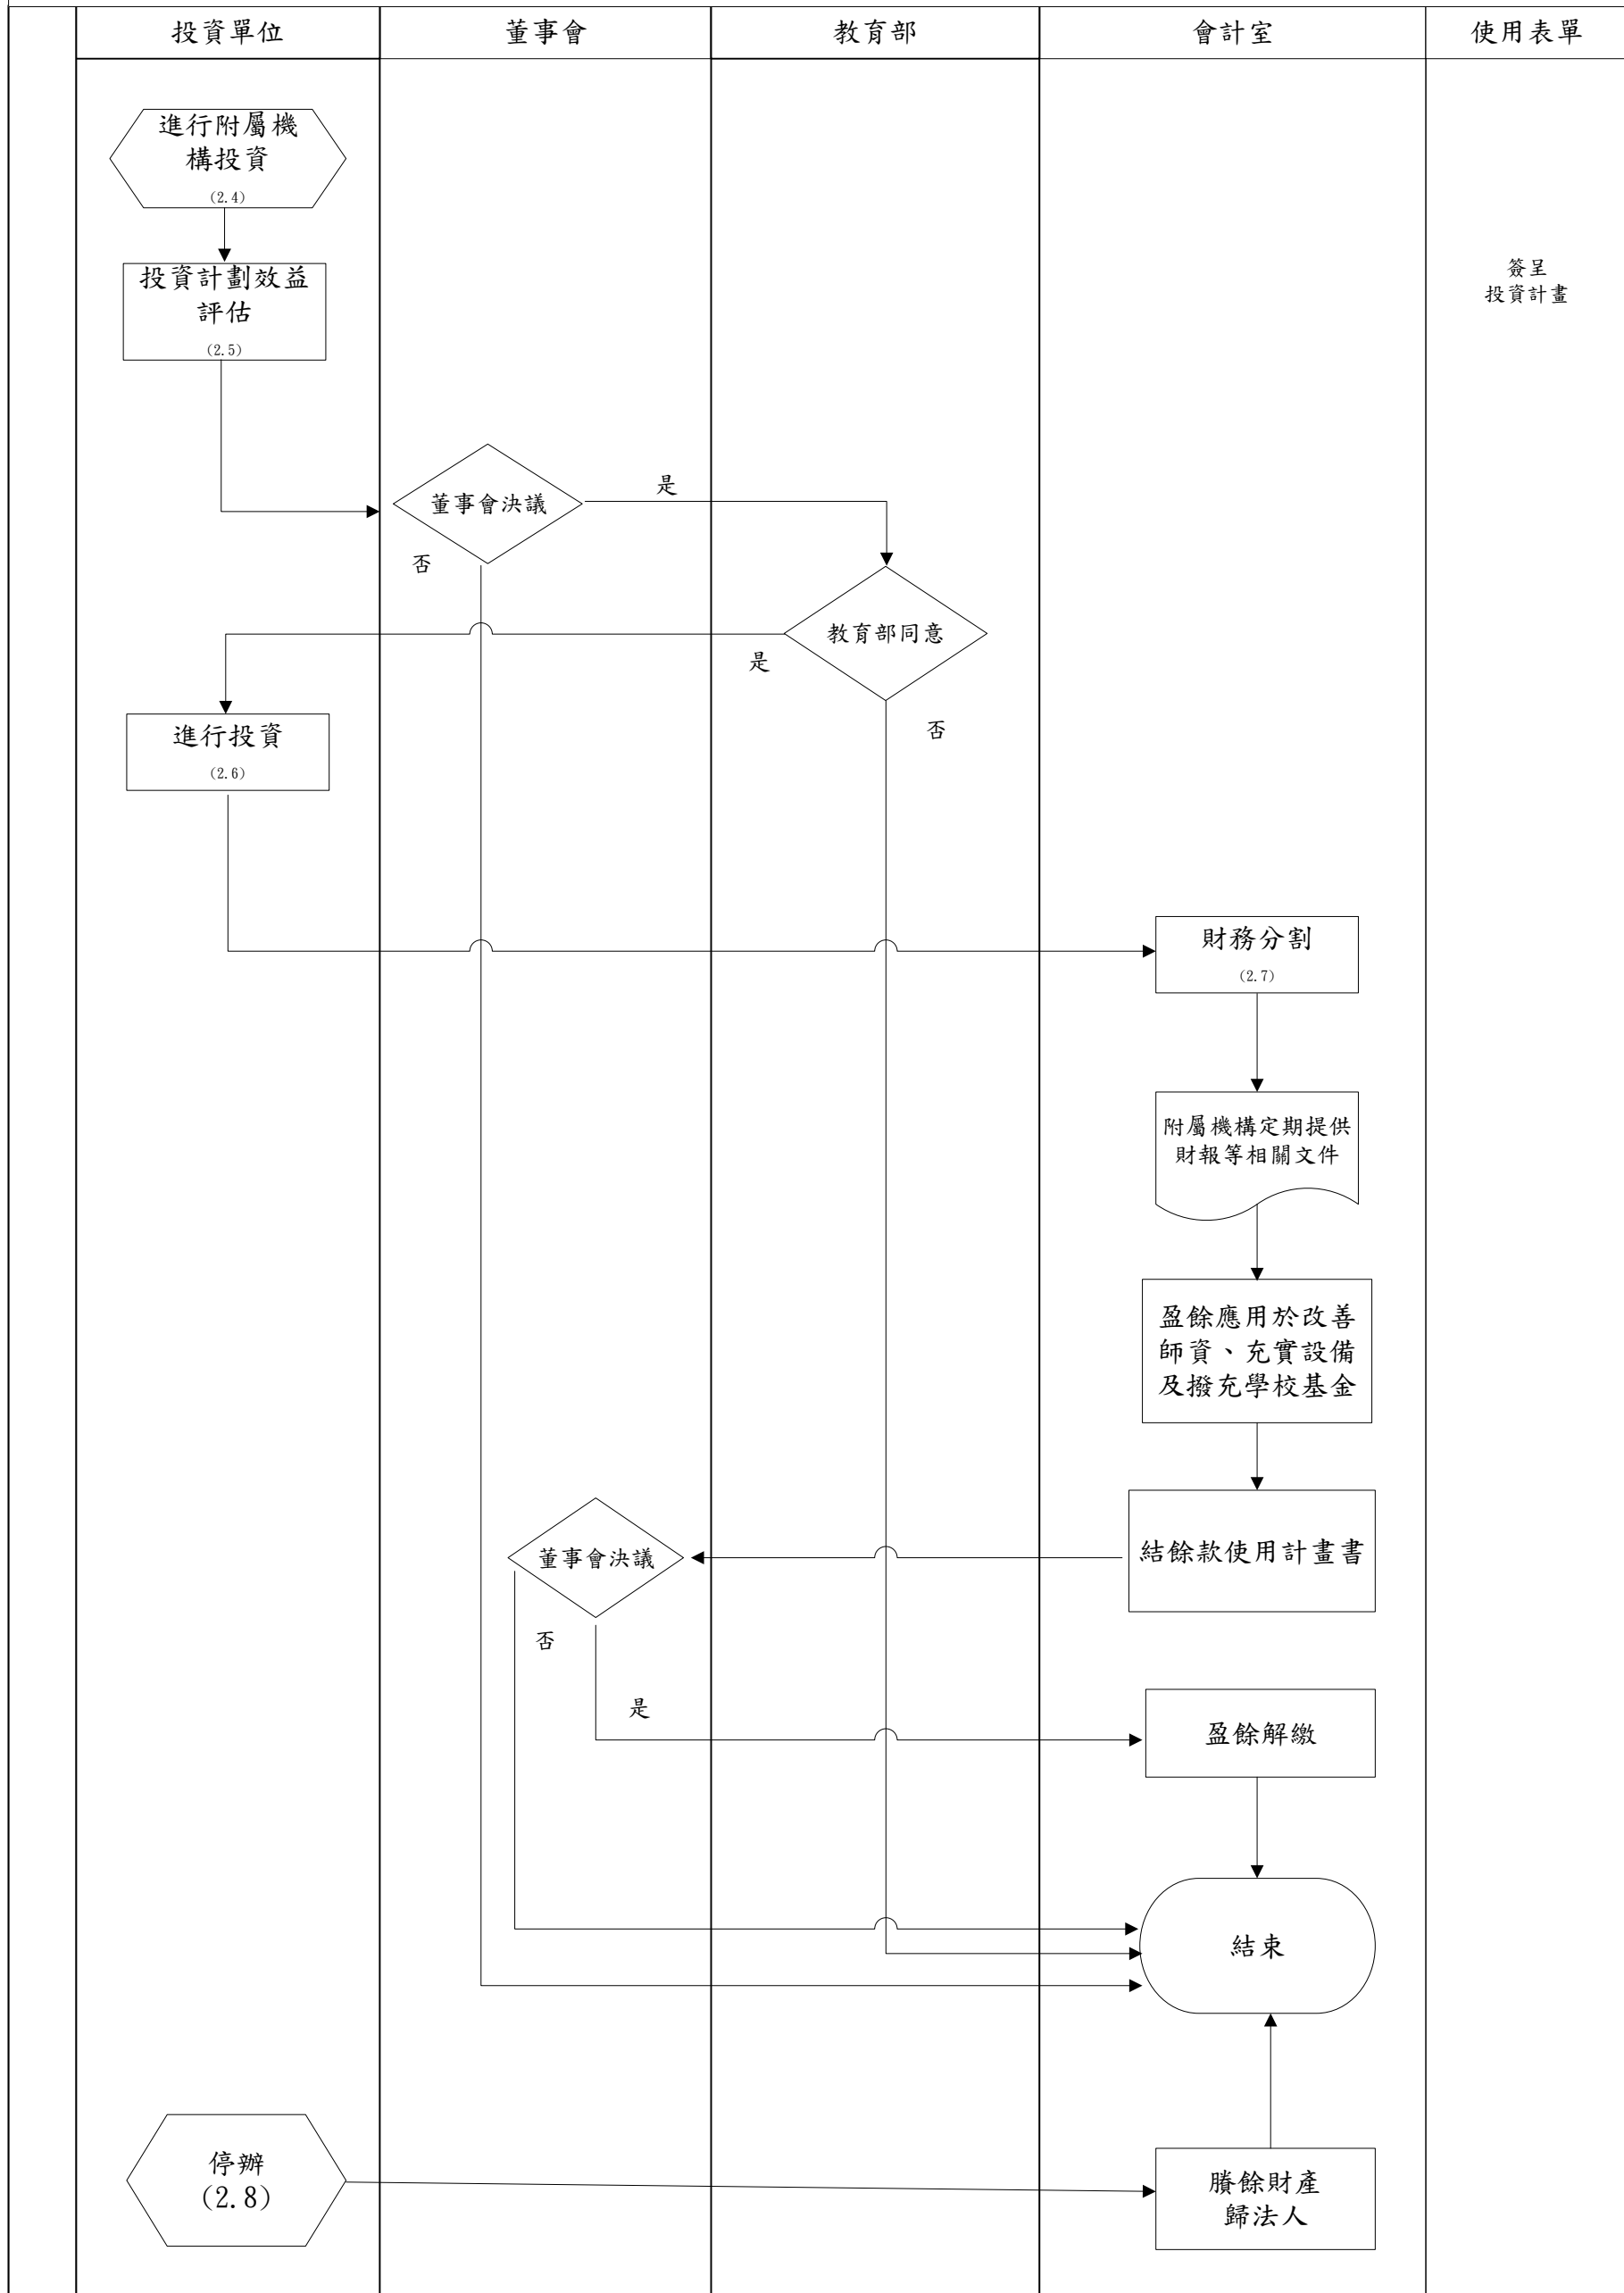 投資單位
董事會
教育部
會計室
使用表單
進行附屬機
構投資
(2.4)
投資計劃效益
評估
(2.5)
簽呈
投資計畫
董事會決議
是
否
教育部同意
是
否
進行投資
(2.6)
財務分割
(2.7)
附屬機構定期提供
財報等相關文件
盈餘應用於改善
師資、充實設備
及撥充學校基金
結餘款使用計畫書
董事會決議
否
是
盈餘解繳
結束
停辦
(2.8)
賸餘財產
歸法人